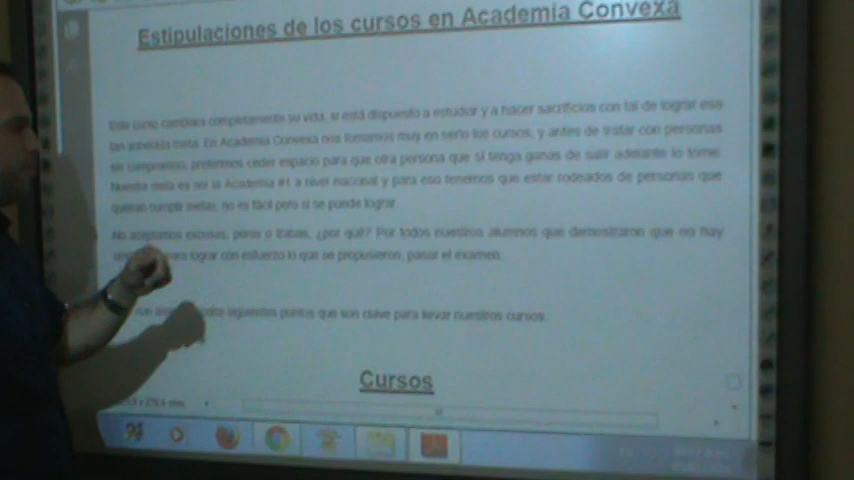 Estipulaciones de los cursos en Academia Convexa
Este curso cambiara completamente su vida, si está dispuesto a estudiar y a hacer sacrificios con tal de lograr esa
tan anhelada meta. En Academia Convexa nos tomamos muy en serio los cursos, y antes de tratar con personas
sin compromiso, preferimos ceder espacio para que otra persona que sí tenga ganas de salir adelante lo tome.
Nuestra meta es ser la Academia #1 a nivel nacional y para eso tenemos que estar rodeados de personas que
quieran cumplir metas, no es fácil pero si se puede lograr.
No aceptamos excusas, peros o trabas, ¿por qué? Por todos nuestros alumnos que demostraron que no hay
para lograr con esfuerzo lo que se propusieron, pasar el examen.
siguientes puntos que son clave para llevar nuestros cursos.
Cursos